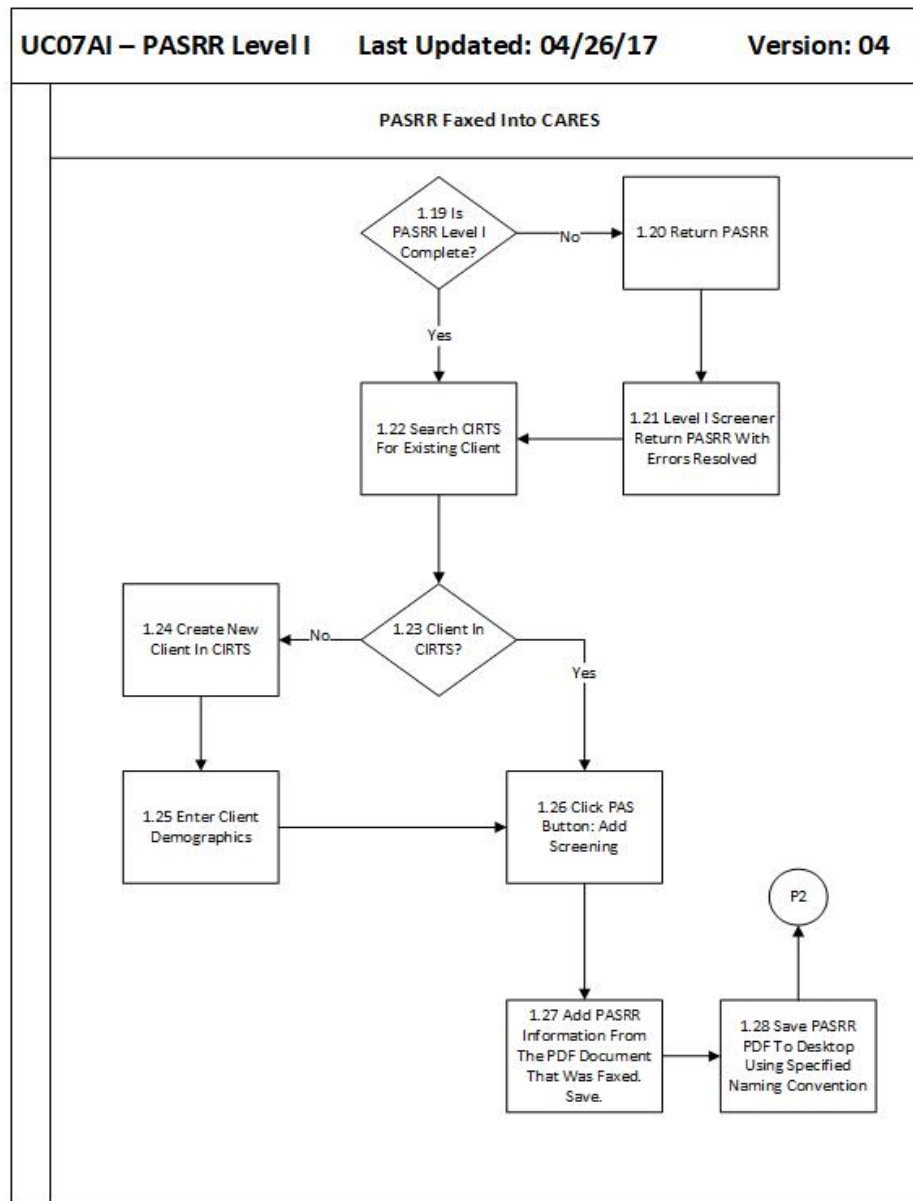 UC07AI – PASRR Level I Last Updated: 04/26/17 Version: 04
PASRR Faxed Into CARES
1.19 Is
PASRR Level I
Complete?
No
1.20 Return PASRR
Yes
1.22 Search CIRTS
For Existing Client
1.21 Level I Screener
Return PASRR With
Errors Resolved
1.24 Create New
Client In CIRTS
No
1.23 Client In
CIRTS?
Yes
1.25 Enter Client
Demographics
1.26 Click PAS
Button: Add
Screening
P2
1.27 Add PASRR
Information From
The PDF Document
That Was Faxed.
Save.
1.28 Save PASRR
PDF To Desktop
Using Specified
Naming Convention